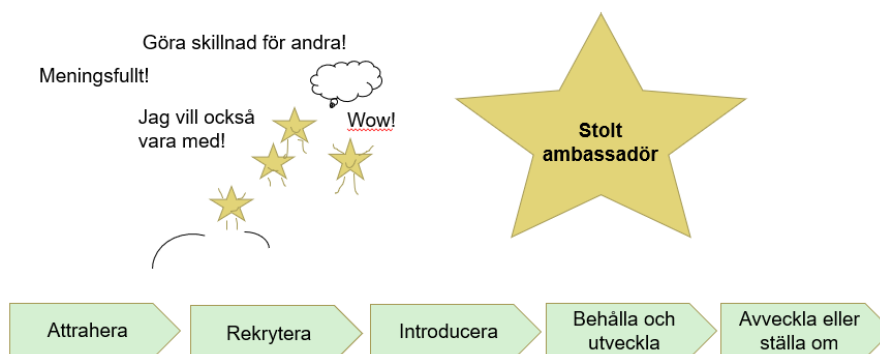 Göra skillnad för andra!
Meningsfullt!
Jag vill också
vara med!
Wow!
Stolt
ambassadör
Attrahera
Rekrytera
Introducera
Behålla och
utveckla
Avveckla eller
ställa om